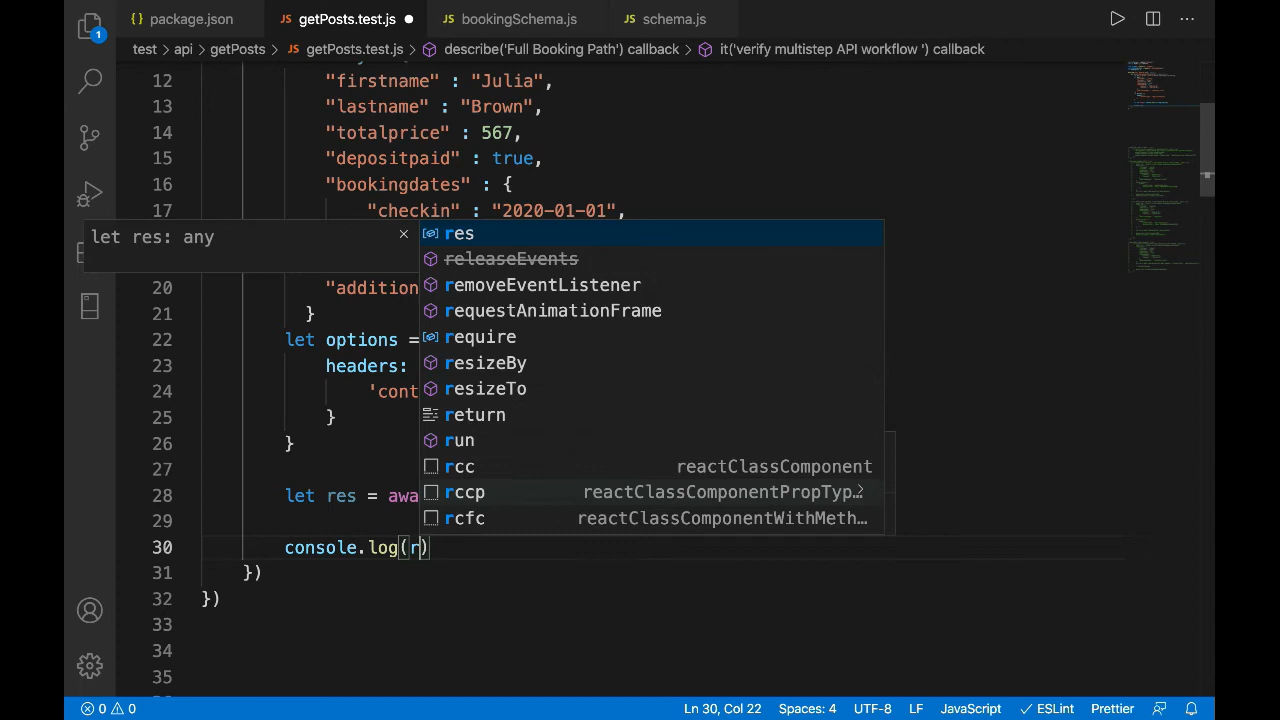 package.json
getPosts.test.js
bookingSchema.js
schema.js
test > api > getPosts > getPosts.test.js > describe('Full Booking Path') callback > it('verify multistep API workflow ') callback
1
12 "firstname" : "Julia",
13 "lastname" : "Brown",
14 "totalprice" : 567,
15 "depositpaid" : true,
16 "bookingdates" : {
17 "checkin" : "2020-01-01",
let res: any
res
releaseEvents
removeEventListener
requestAnimationFrame
require
resizeBy
resizeTo
return
run
rcc reactClassComponent
rccp reactClassComponentPropTyp…
rcfc reactClassComponentWithMeth…
20 "addition
21 }
22 let options =
23 headers:
24 'cont
25 }
26 }
27
28 let res = awa
29
30 console.log(r)
31 })
32 })
33
34
35
0 0
Ln 30, Col 22
Spaces: 4
UTF-8
LF
JavaScript
ESLint
Prettier